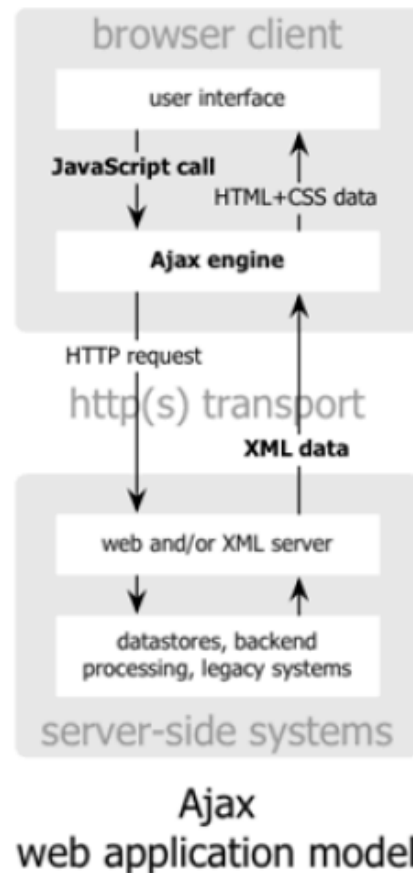 browser client
user interface
JavaScript call
HTML+CSS data
Ajax engine
HTTP request
http(s) transport
XML data
web and/or XML server
datastores, backend
processing, legacy systems
server-side systems
Ajax
web application model